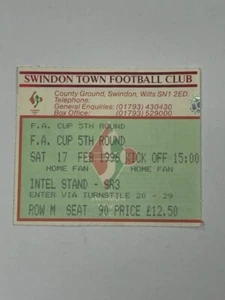 SWINDON TOWN FOOTBALL CLUB
County Ground, Swindon, Wilts SN1 2ED.
Telephone:
General Enquiries: (01793) 430430
Box Office: (01793) 529000
F.A. CUP 5TH ROUND
F.A. CUP 5TH ROUND
SAT 17 FEB 1996 KICK OFF 15:00
HOME FAN HOME FAN
INTEL STAND - SR3
ENTER VIA TURNSTILE 26 - 29
ROW M SEAT 90 PRICE £12.50